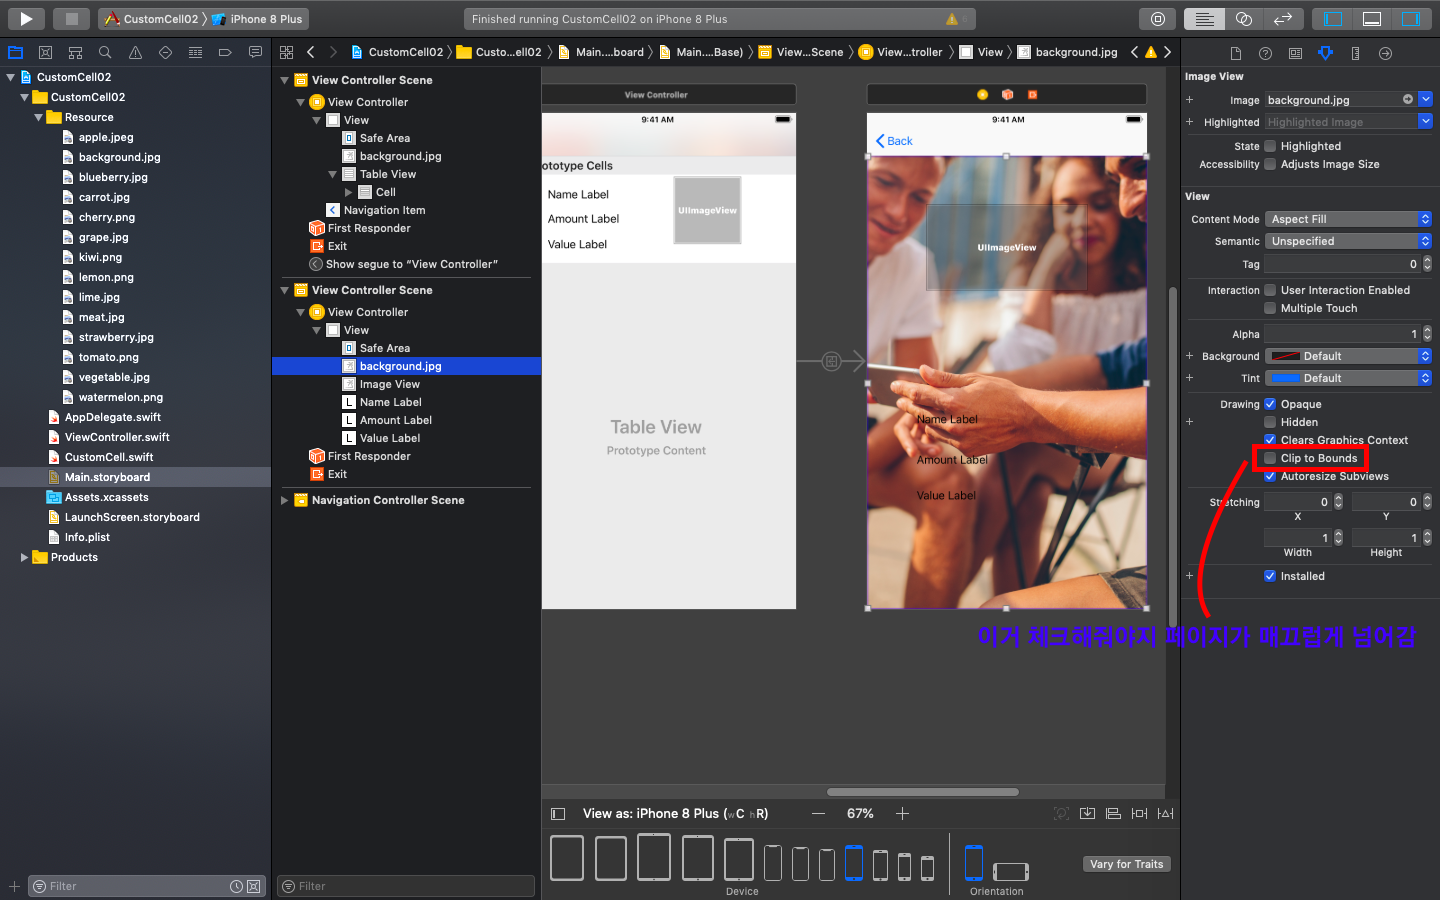 CustomCell02 〉 iPhone 8 Plus
Finished running CustomCell02 on iPhone 8 Plus
CustomCell02
CustomCell02
Resource
apple.jpeg
background.jpg
blueberry.jpg
carrot.jpg
cherry.png
grape.jpg
kiwi.png
lemon.png
lime.jpg
meat.jpg
strawberry.jpg
tomato.png
vegetable.jpg
watermelon.png
AppDelegate.swift
ViewController.swift
CustomCell.swift
Main.storyboard
Assets.xcassets
LaunchScreen.storyboard
Info.plist
Products
Filter
CustomCell02 〉 Custo...ell02 〉 Main....board 〉 Main....Base) 〉 View...Scene 〉 View...troller 〉 View 〉 background.jpg
View Controller Scene
View Controller
View
Safe Area
background.jpg
Table View
Cell
Navigation Item
First Responder
Exit
Show segue to “View Controller”
View Controller Scene
View Controller
View
Safe Area
background.jpg
Image View
L Name Label
L Amount Label
L Value Label
First Responder
Exit
Navigation Controller Scene
Filter
View Controller
9:41 AM
ototype Cells
Name Label
Amount Label
Value Label
UIImageView
Table View
Prototype Content
9:41 AM
Back
UIImageView
Name Label
Amount Label
Value Label
View as: iPhone 8 Plus (wC hR)
— 67% +
Device
Orientation
Vary for Traits
Image View
+ Image background.jpg
+ Highlighted Highlighted Image
State Highlighted
Accessibility Adjusts Image Size
View
Content Mode Aspect Fill
Semantic Unspecified
Tag 0
Interaction User Interaction Enabled
Multiple Touch
Alpha 1
+ Background Default
+ Tint Default
Drawing Opaque
+ Hidden
Clears Graphics Context
Clip to Bounds
Autoresize Subviews
Stretching 0 0
X Y
1 1
Width Height
+ Installed
이거 체크해줘야지 페이지가 매끄럽게 넘어감